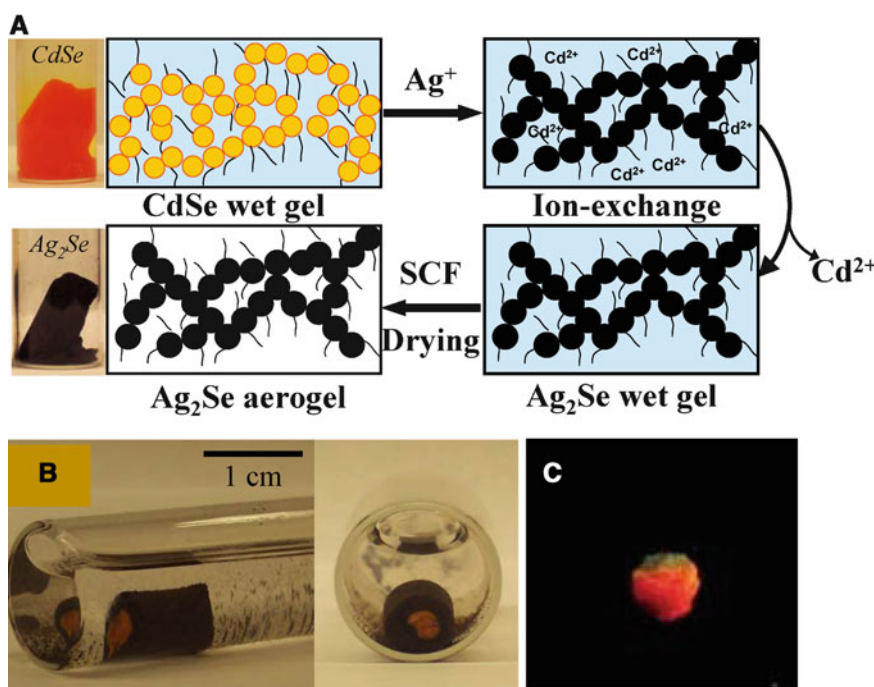 A
CdSe
Ag⁺
Cd²⁺
Cd²⁺
Cd²⁺
Cd²⁺
Cd²⁺
Cd²⁺
Cd²⁺
CdSe wet gel
Ion-exchange
Ag₂Se
SCF
Drying
Cd²⁺
Ag₂Se aerogel
Ag₂Se wet gel
B
1 cm
C